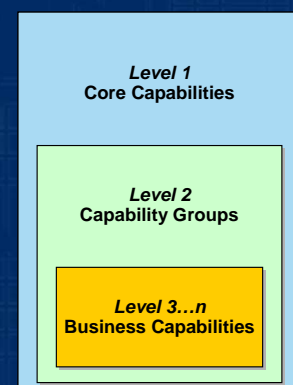 Level 1
Core Capabilities
Level 2
Capability Groups
Level 3...n
Business Capabilities